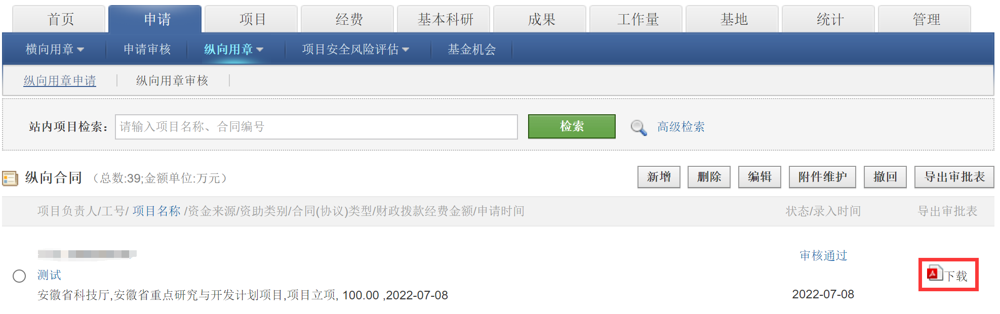 首页 申请 项目 经费 基本科研 成果 工作量 基地 统计 管理
横向用章 申请审核 纵向用章 项目安全风险评估 基金机会
纵向用章申请 纵向用章审核
站内项目检索： 请输入项目名称、合同编号 检索 高级检索
纵向合同 （总数:39;金额单位:万元） 新增 删除 编辑 附件维护 撤回 导出审批表
项目负责人/工号/ 项目名称 /资金来源/资助类别/合同(协议)类型/财政拨款经费金额/申请时间 状态/录入时间 导出审批表
审核通过
测试 下载
安徽省科技厅,安徽省重点研究与开发计划项目,项目立项, 100.00 ,2022-07-08 2022-07-08